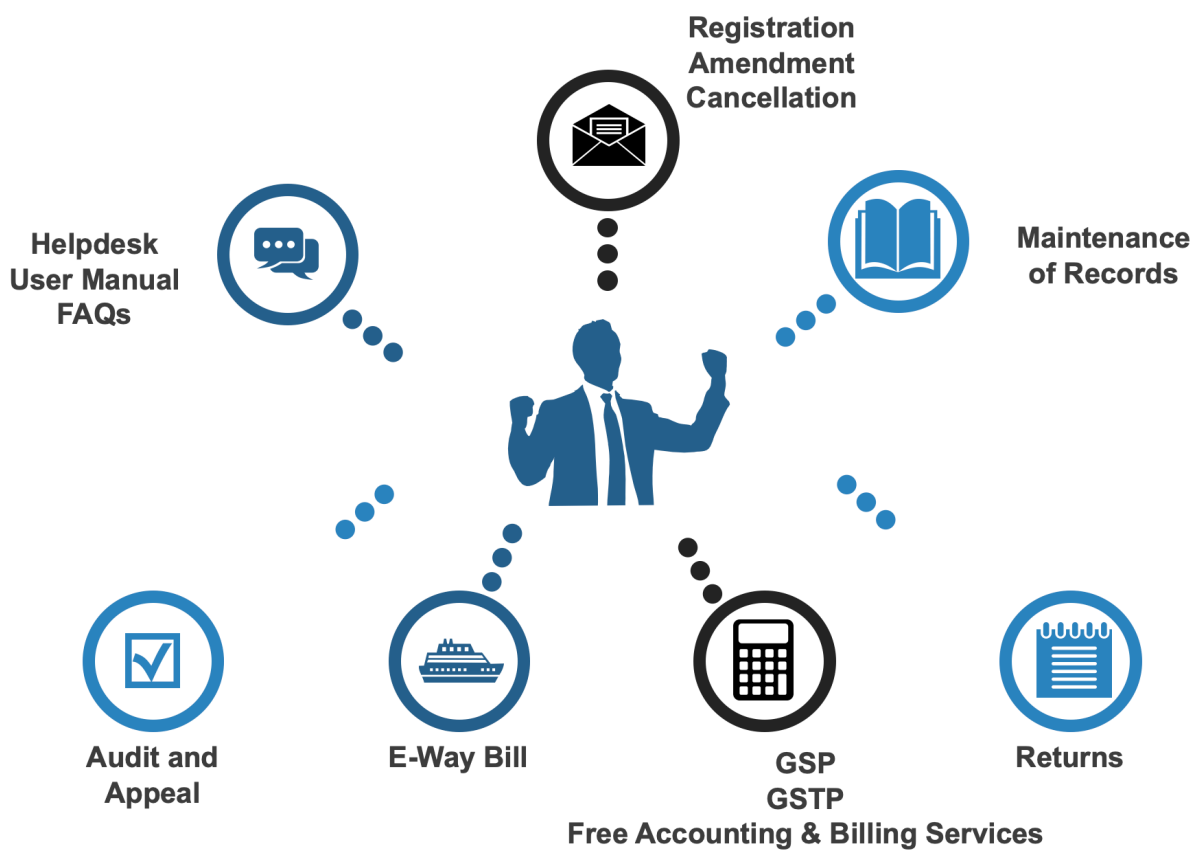 Registration
Amendment
Cancellation
Helpdesk
User Manual
FAQs
Maintenance
of Records
Audit and
Appeal
E-Way Bill
GSP
GSTP
Free Accounting & Billing Services
Returns